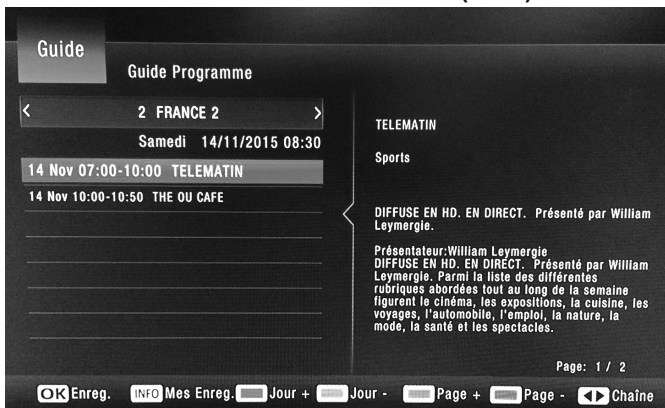 Guide
Guide Programme
2 FRANCE 2
Samedi 14/11/2015 08:30
14 Nov 07:00-10:00 TELEMATIN
14 Nov 10:00-10:50 THE OU CAFE
TELEMATIN
Sports
DIFFUSE EN HD. EN DIRECT. Présenté par William
Leymergie.
Présentateur:William Leymergie
DIFFUSE EN HD. EN DIRECT. Présenté par William
Leymergie. Parmi la liste des différentes
rubriques abordées tout au long de la semaine
figurent le cinéma, les expositions, la cuisine, les
voyages, l'automobile, l'emploi, la nature, la
mode, la santé et les spectacles.
Page: 1 / 2
OK Enreg. INFO Mes Enreg. Jour + Jour - Page + Page - Chaîne